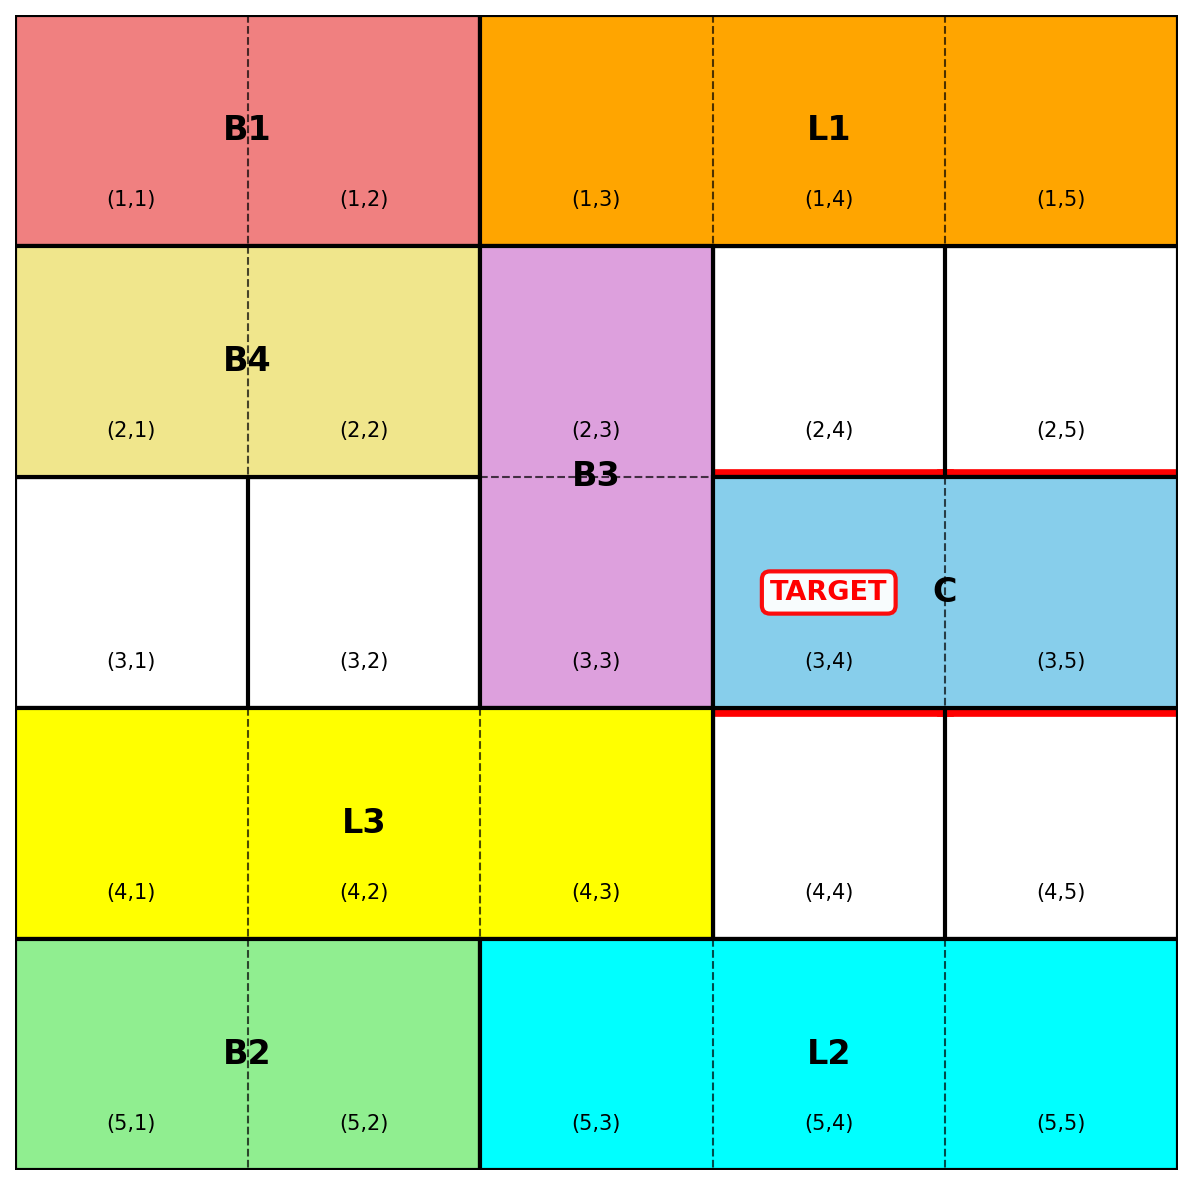 B1
L1
(1,1) (1,2) (1,3) (1,4) (1,5)
B4
(2,1) (2,2) (2,3) (2,4) (2,5)
B3
TARGET C
(3,1) (3,2) (3,3) (3,4) (3,5)
L3
(4,1) (4,2) (4,3) (4,4) (4,5)
B2
L2
(5,1) (5,2) (5,3) (5,4) (5,5)